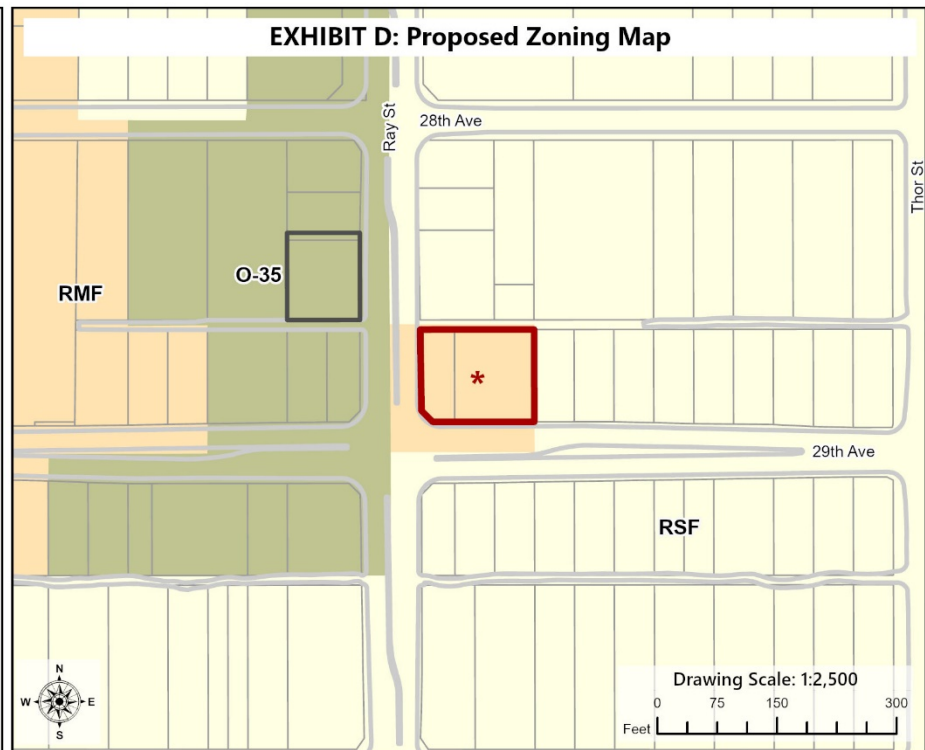 EXHIBIT D: Proposed Zoning Map
28th Ave
Ray St
Thor St
O-35
RMF
*
29th Ave
RSF
N
W E
S
Drawing Scale: 1:2,500
0 75 150 300
Feet